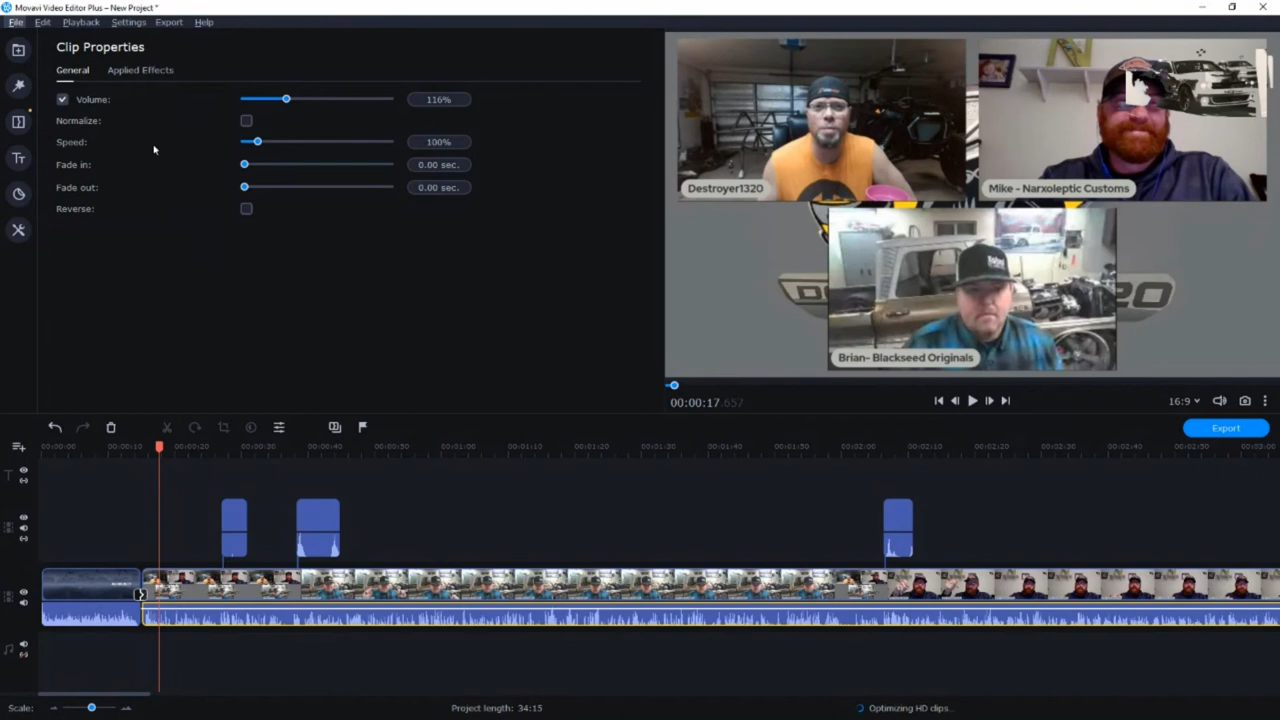 Movavi Video Editor Plus – New Project *
File Edit Playback Settings Export Help
Clip Properties
General Applied Effects
Volume: 116%
Normalize:
Speed: 100%
Fade in: 0.00 sec.
Fade out: 0.00 sec.
Reverse:
Destroyer1320
Mike - Narxoleptic Customs
20
Brian- Blackseed Originals
00:00:17.657
16:9
Export
00:00:00 00:00:10 00:00:20 00:00:30 00:00:40 00:00:50 00:01:00 00:01:10 00:01:20 00:01:30 00:01:40 00:01:50 00:02:00 00:02:10 00:02:20 00:02:30 00:02:40 00:02:50 00:03:00
Scale:
Project length: 34:15
Optimizing HD clips...